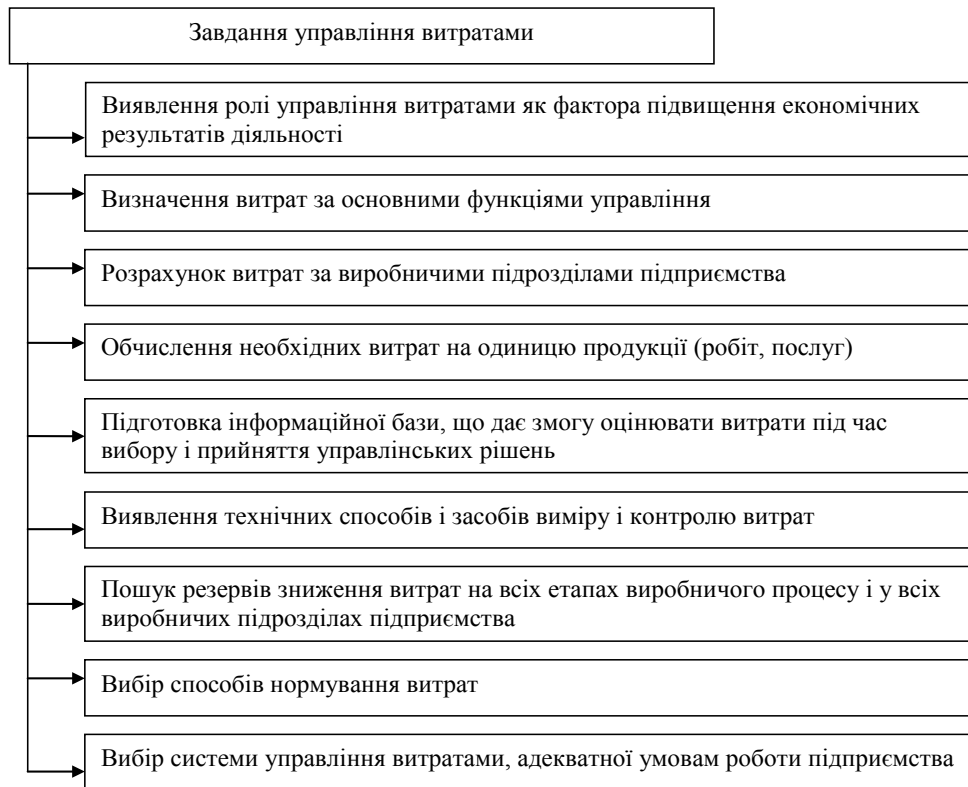 Завдання управління витратами
Виявлення ролі управління витратами як фактора підвищення економічних
результатів діяльності
Визначення витрат за основними функціями управління
Розрахунок витрат за виробничими підрозділами підприємства
Обчислення необхідних витрат на одиницю продукції (робіт, послуг)
Підготовка інформаційної бази, що дає змогу оцінювати витрати під час
вибору і прийняття управлінських рішень
Виявлення технічних способів і засобів виміру і контролю витрат
Пошук резервів зниження витрат на всіх етапах виробничого процесу і у всіх
виробничих підрозділах підприємства
Вибір способів нормування витрат
Вибір системи управління витратами, адекватної умовам роботи підприємства